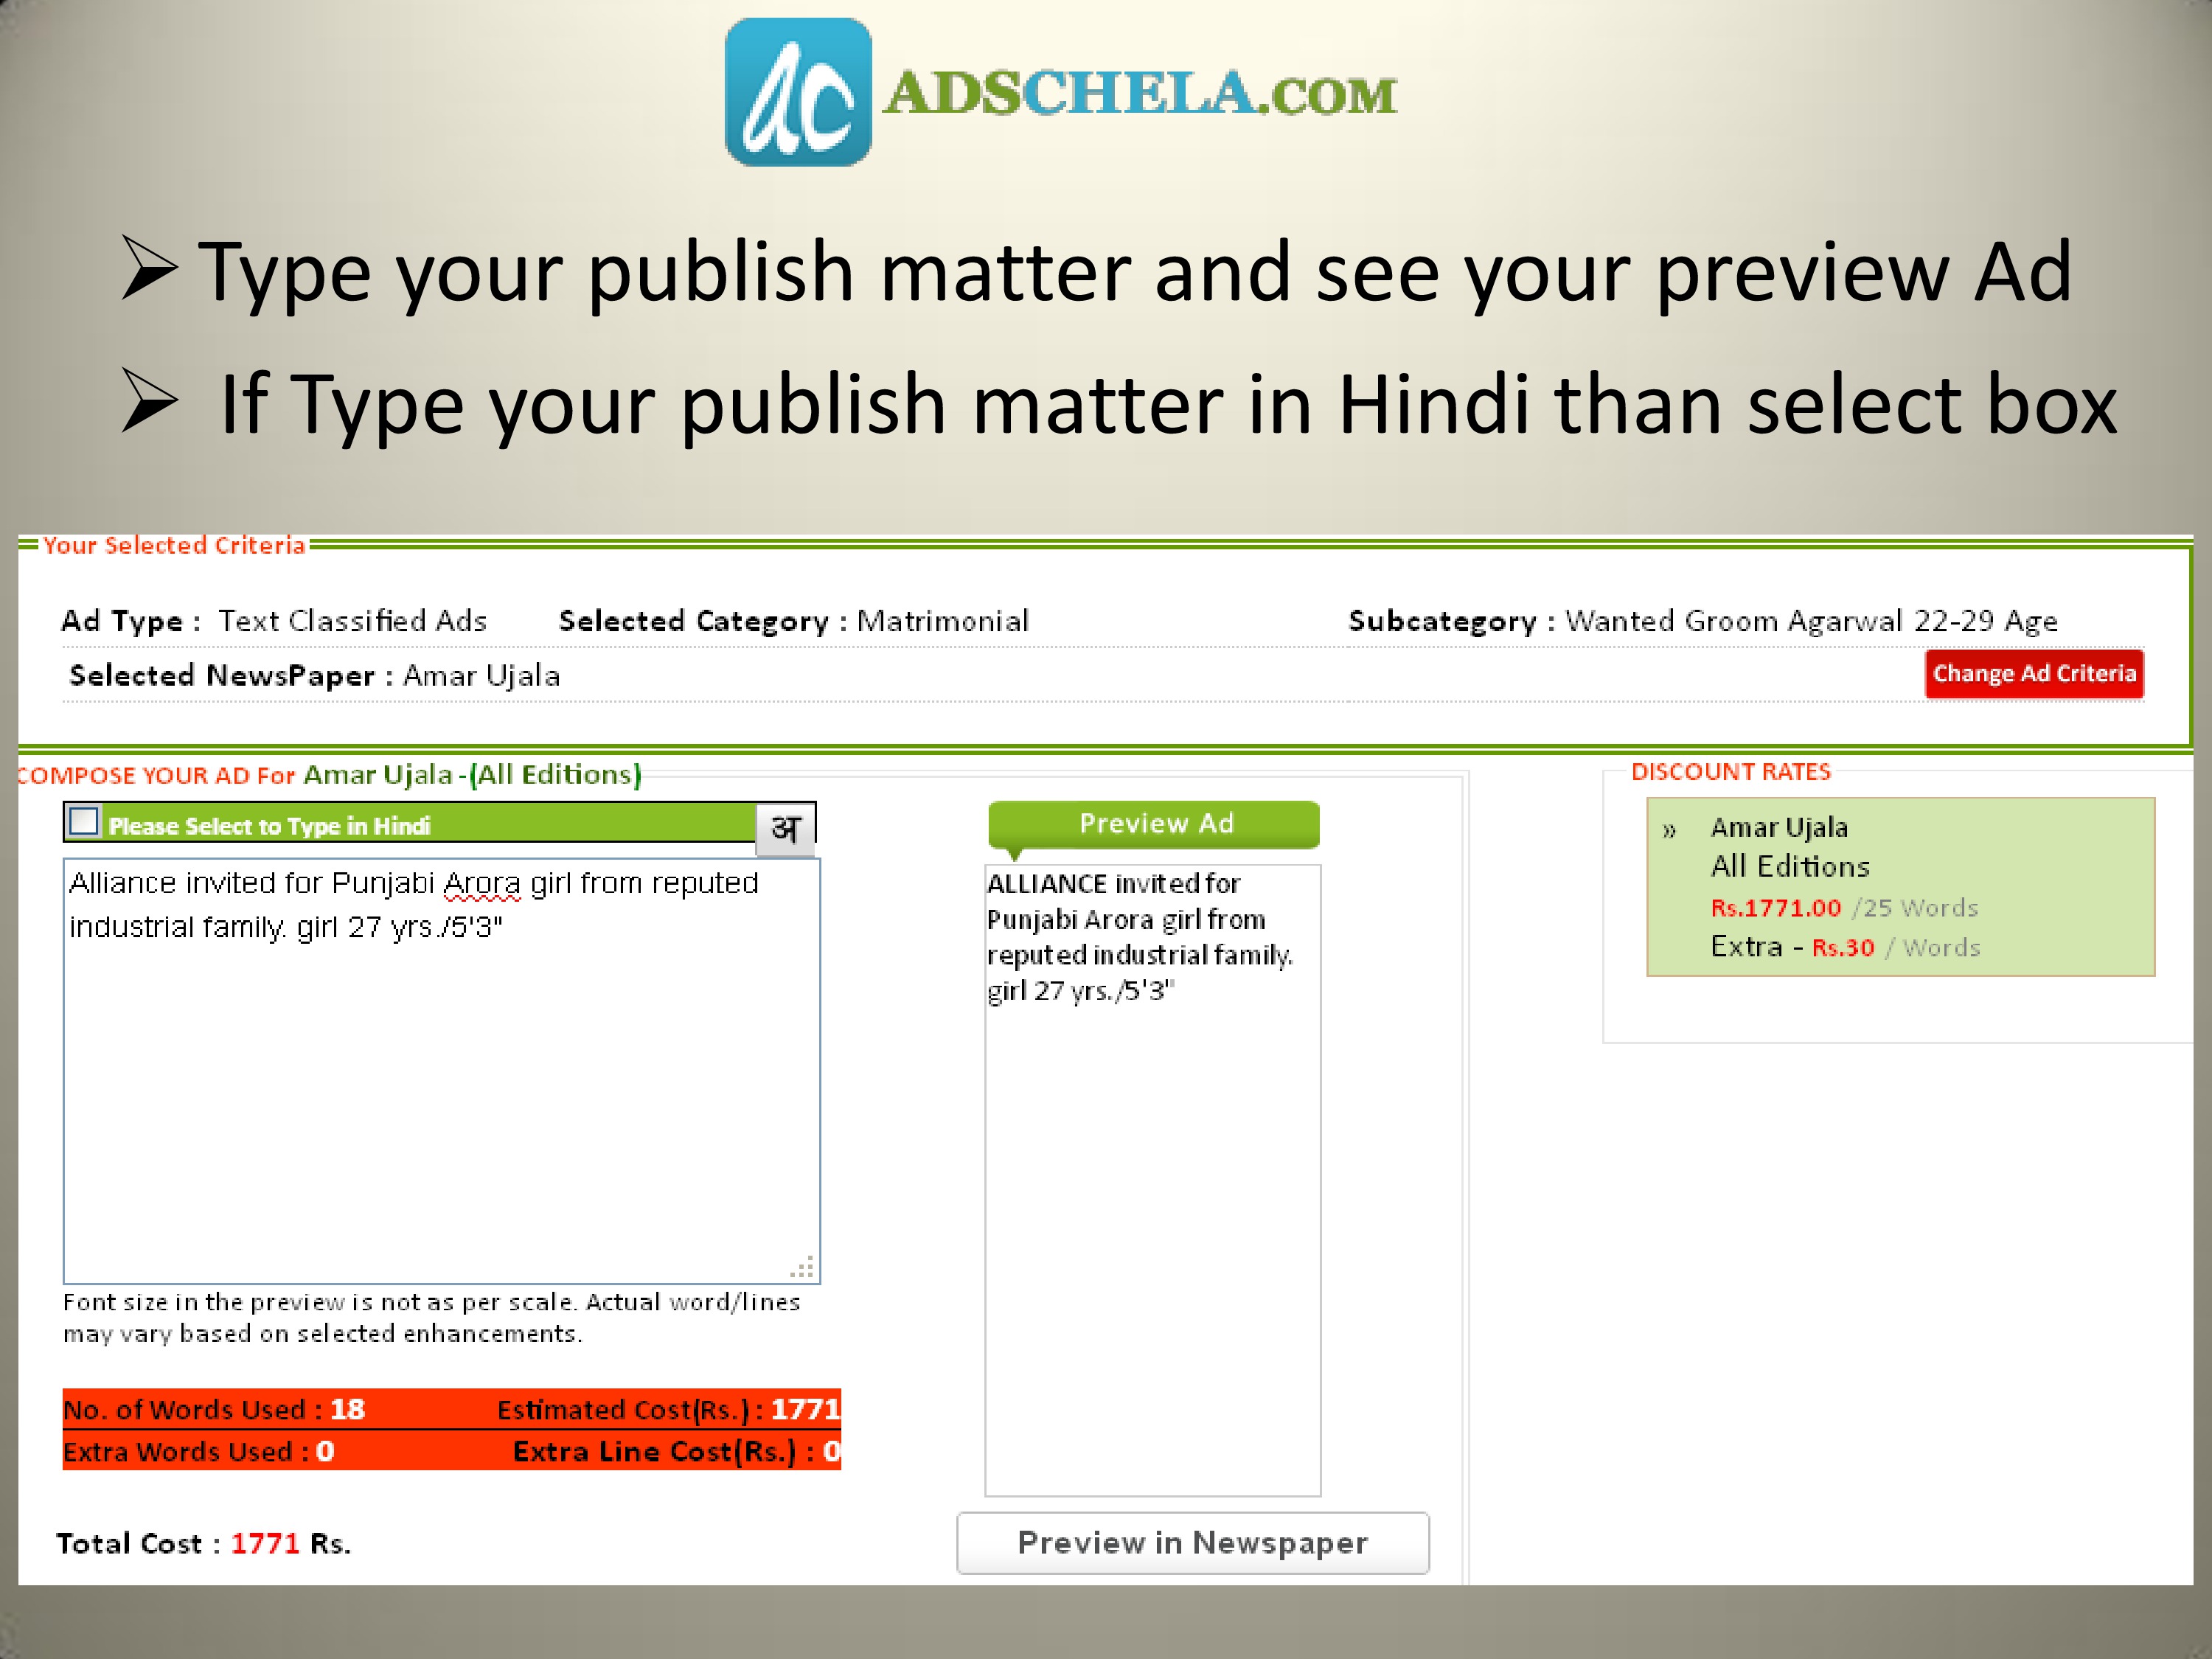 ac ADSCHELA.COM
Type your publish matter and see your preview Ad
If Type your publish matter in Hindi than select box
Your Selected Criteria
Ad Type : Text Classified Ads Selected Category : Matrimonial Subcategory : Wanted Groom Agarwal 22-29 Age
Selected NewsPaper : Amar Ujala Change Ad Criteria
COMPOSE YOUR AD For Amar Ujala -(All Editions)
Please Select to Type in Hindi अ
Alliance invited for Punjabi Arora girl from reputed
industrial family. girl 27 yrs./5'3"
Font size in the preview is not as per scale. Actual word/lines
may vary based on selected enhancements.
No. of Words Used : 18 Estimated Cost(Rs.) : 1771
Extra Words Used : 0 Extra Line Cost(Rs.) : 0
Total Cost : 1771 Rs.
Preview Ad
ALLIANCE invited for
Punjabi Arora girl from
reputed industrial family.
girl 27 yrs./5'3"
Preview in Newspaper
DISCOUNT RATES
» Amar Ujala
All Editions
Rs.1771.00 /25 Words
Extra - Rs.30 / Words